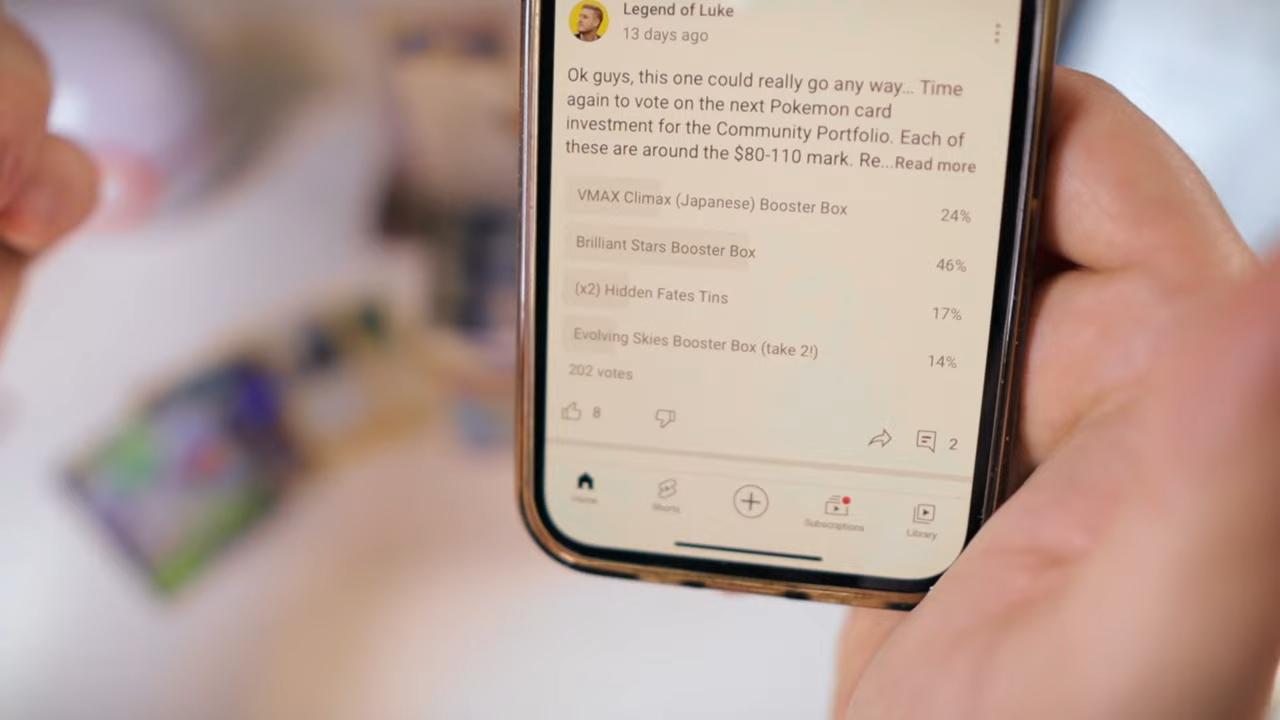 Legend of Luke
13 days ago
Ok guys, this one could really go any way... Time
again to vote on the next Pokemon card
investment for the Community Portfolio. Each of
these are around the $80-110 mark. Re...Read more
VMAX Climax (Japanese) Booster Box 24%
Brilliant Stars Booster Box 46%
(x2) Hidden Fates Tins 17%
Evolving Skies Booster Box (take 2!) 14%
202 votes
8 2
Home Shorts Subscriptions Library